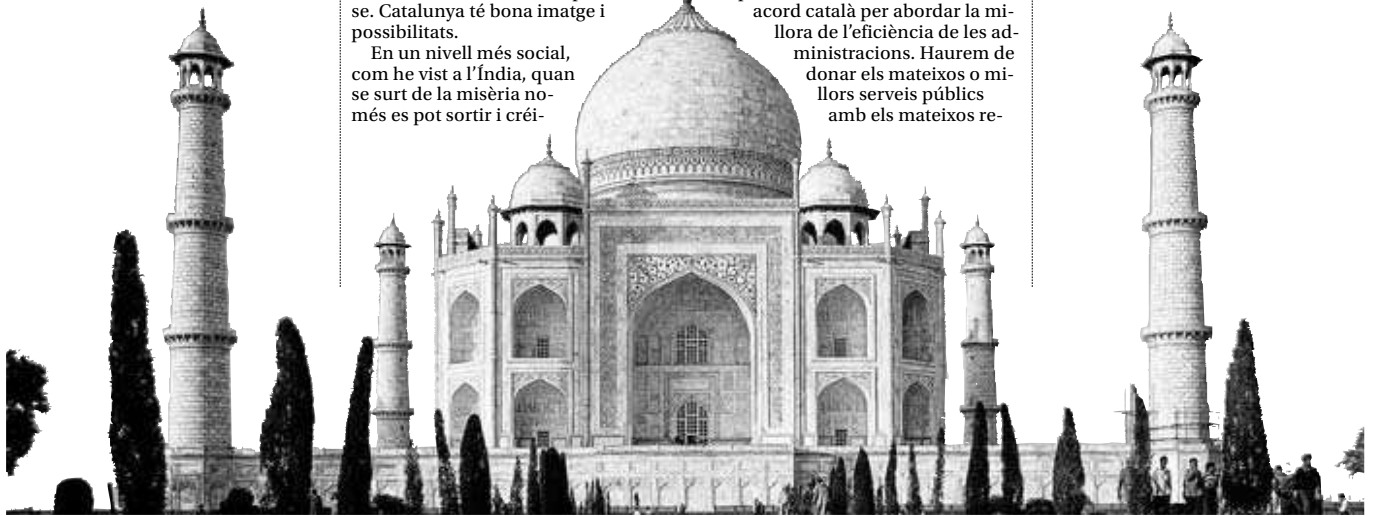 se. Catalunya té bona imatge i
possibilitats.
En un nivell més social,
com he vist a l’Índia, quan
se surt de la misèria no-
més es pot sortir i créi-
acord català per abordar la mi-
llora de l’eficiència de les ad-
ministracions. Haurem de
donar els mateixos o mi-
llors serveis públics
amb els mateixos re-